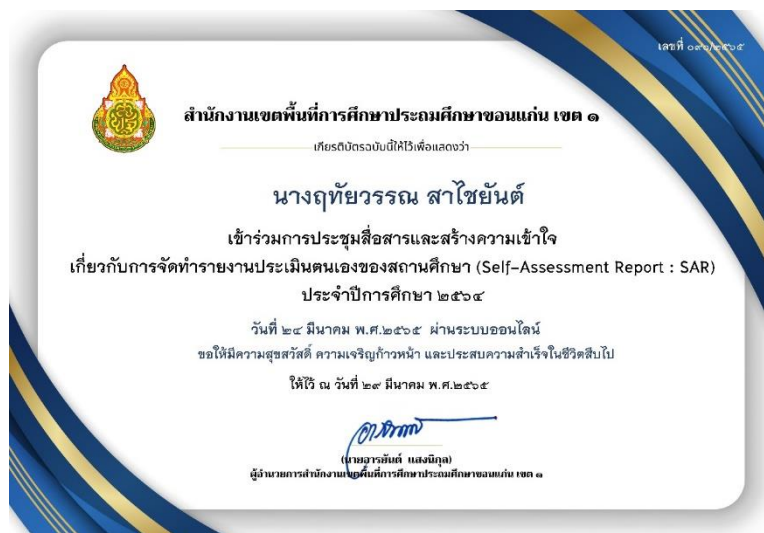 เลขที่ ๐๙๐/๒๕๖๕
สำนักงานเขตพื้นที่การศึกษาประถมศึกษาขอนแก่น เขต ๑
เกียรติบัตรฉบับนี้ให้ไว้เพื่อแสดงว่า
นางฤทัยวรรณ สาไชยันต์
เข้าร่วมการประชุมสื่อสารและสร้างความเข้าใจ
เกี่ยวกับการจัดทำรายงานประเมินตนเองของสถานศึกษา (Self-Assessment Report : SAR)
ประจำปีการศึกษา ๒๕๖๔
วันที่ ๒๔ มีนาคม พ.ศ.๒๕๖๕ ผ่านระบบออนไลน์
ขอให้มีความสุขสวัสดิ์ ความเจริญก้าวหน้า และประสบความสำเร็จในชีวิตสืบไป
ให้ไว้ ณ วันที่ ๒๙ มีนาคม พ.ศ.๒๕๖๕
(นายอารยันต์ แสงนิกุล)
ผู้อำนวยการสำนักงานเขตพื้นที่การศึกษาประถมศึกษาขอนแก่น เขต ๑